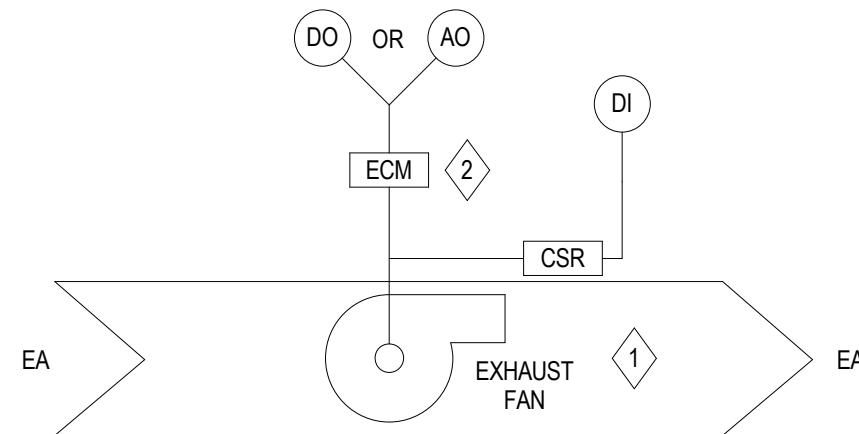 DO OR AO
DI
ECM 2
CSR
EA
EXHAUST
FAN
1
EA